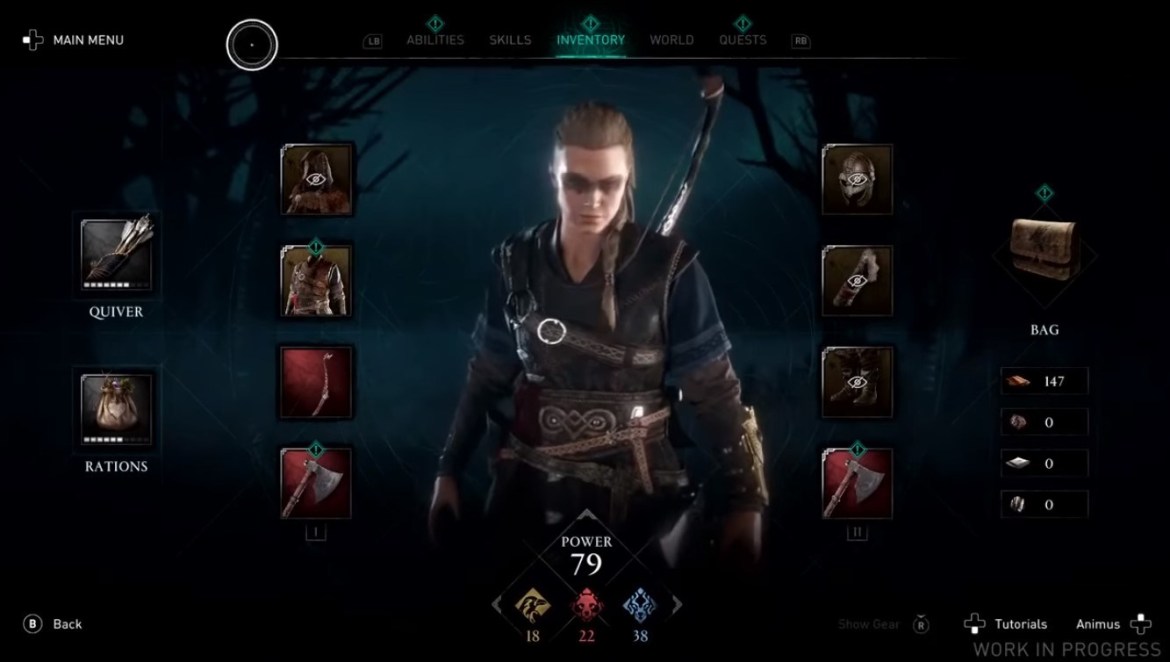 MAIN MENU
LB
ABILITIES
SKILLS
INVENTORY
WORLD
QUESTS
RB
QUIVER
RATIONS
BAG
147
0
0
0
I
II
POWER
79
18
22
38
B Back
Show Gear R
Tutorials
Animus
WORK IN PROGRESS